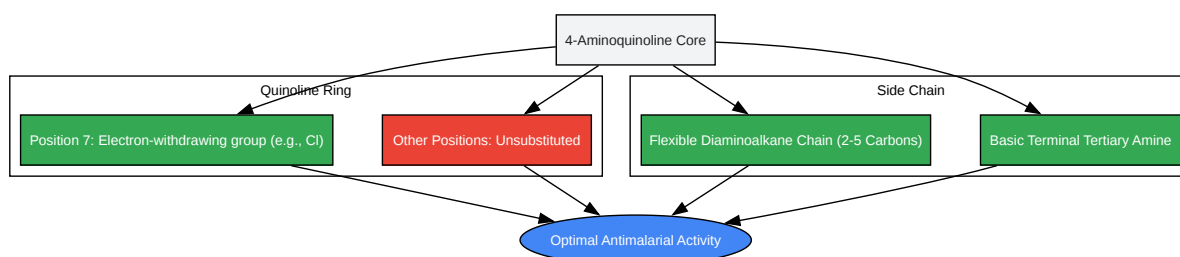 4-Aminoquinoline Core
Quinoline Ring
Side Chain
Position 7: Electron-withdrawing group (e.g., Cl)
Other Positions: Unsubstituted
Flexible Diaminoalkane Chain (2-5 Carbons)
Basic Terminal Tertiary Amine
Optimal Antimalarial Activity